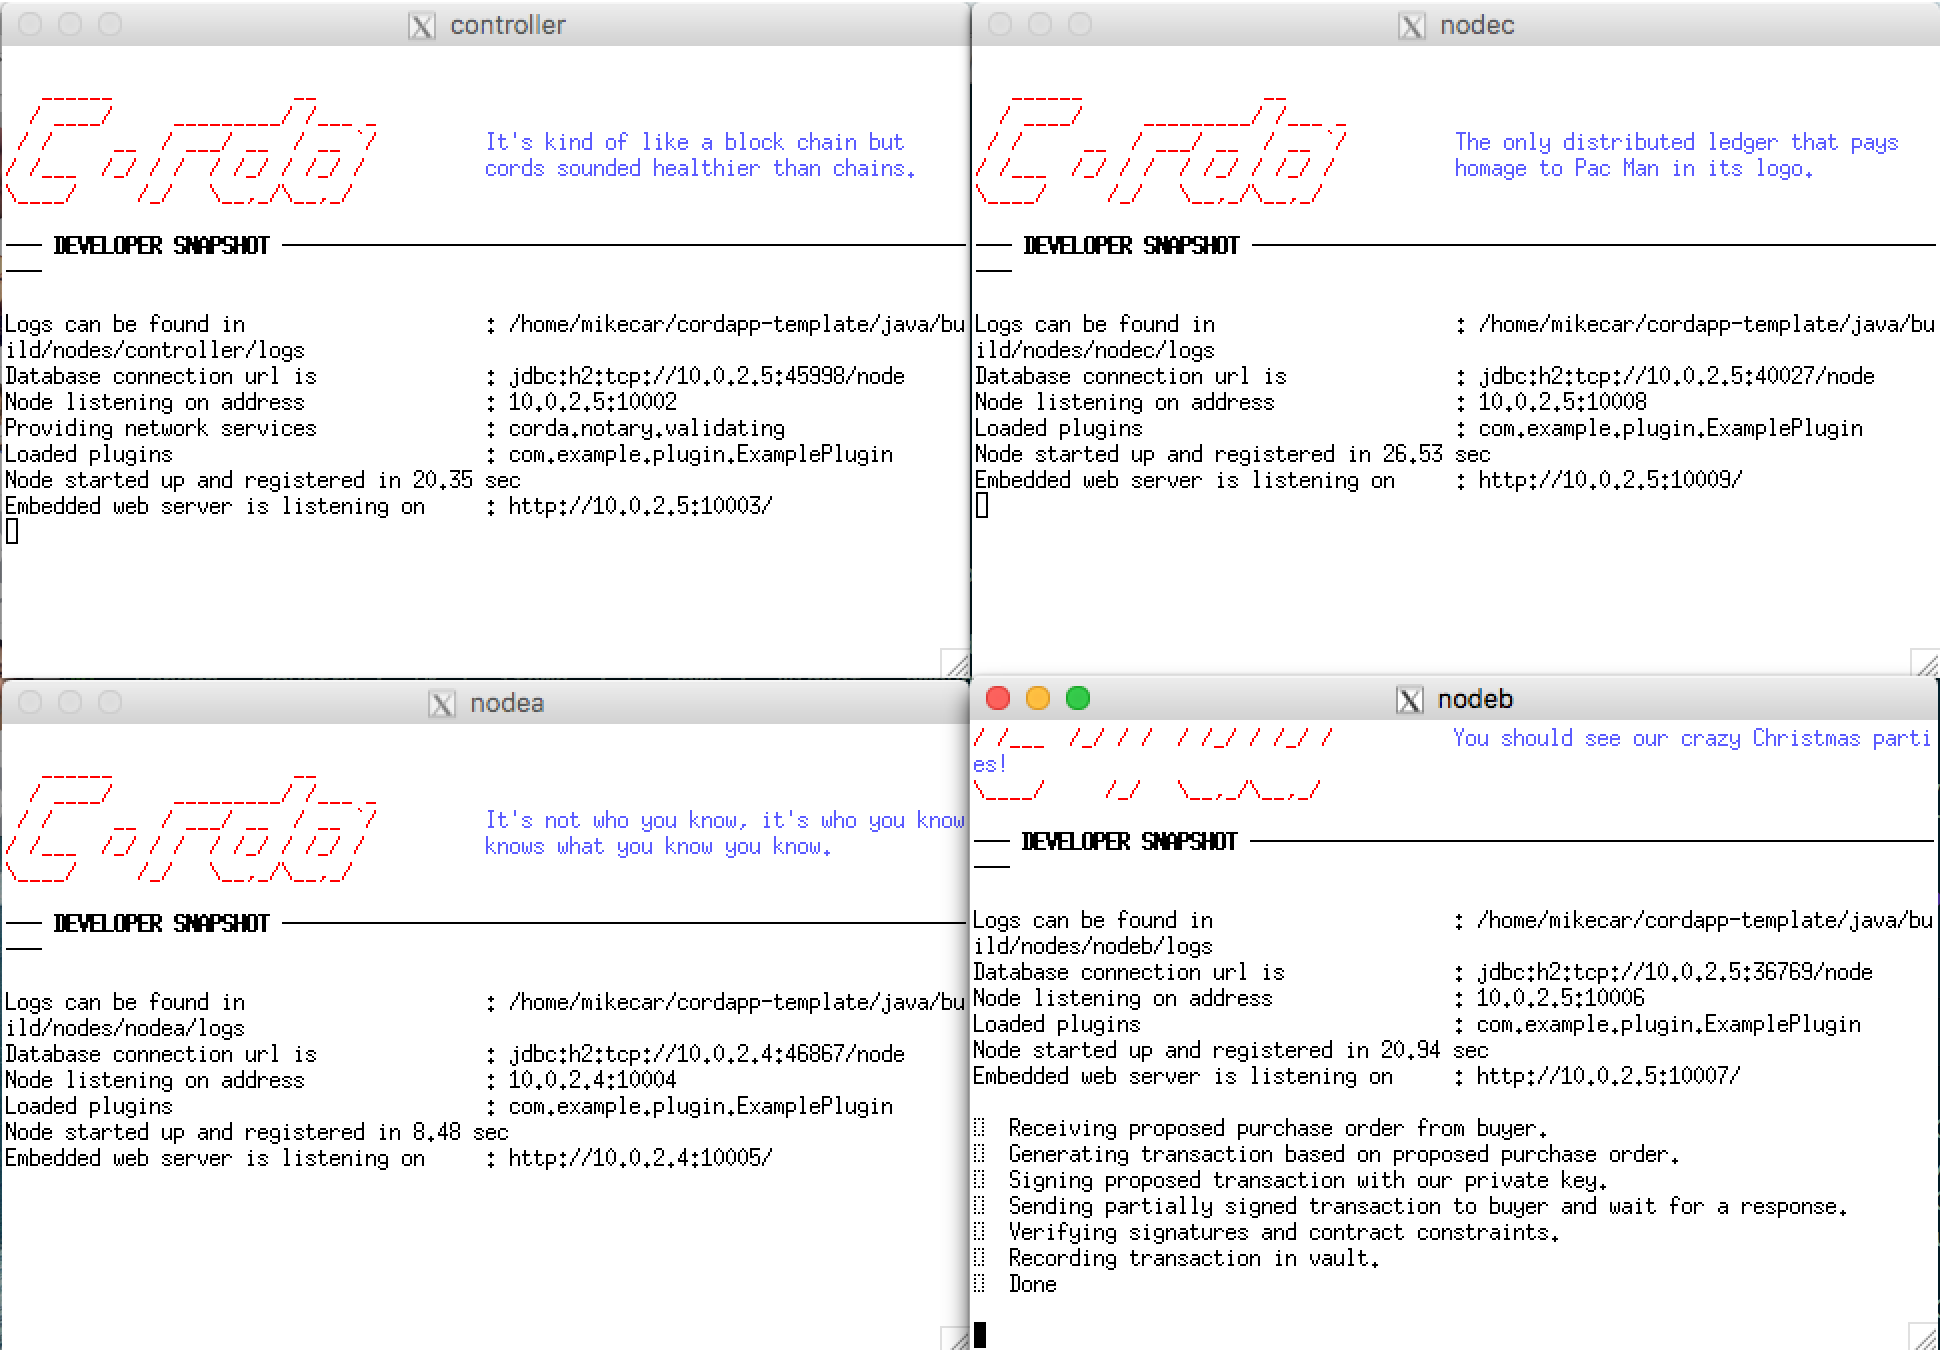 controller
It's kind of like a block chain but
cords sounded healthier than chains.
DEVELOPER SNAPSHOT
Logs can be found in : /home/mikecar/cordapp-template/java/bu
ild/nodes/controller/logs
Database connection url is : jdbc:h2:tcp://10.0.2.5:45998/node
Node listening on address : 10.0.2.5:10002
Providing network services : corda.notary.validating
Loaded plugins : com.example.plugin.ExamplePlugin
Node started up and registered in 20.35 sec
Embedded web server is listening on : http://10.0.2.5:10003/
nodec
The only distributed ledger that pays
homage to Pac Man in its logo.
DEVELOPER SNAPSHOT
Logs can be found in : /home/mikecar/cordapp-template/java/bu
ild/nodes/nodec/logs
Database connection url is : jdbc:h2:tcp://10.0.2.5:40027/node
Node listening on address : 10.0.2.5:10008
Loaded plugins : com.example.plugin.ExamplePlugin
Node started up and registered in 26.53 sec
Embedded web server is listening on : http://10.0.2.5:10009/
nodea
It's not who you know, it's who you know
knows what you know you know.
DEVELOPER SNAPSHOT
Logs can be found in : /home/mikecar/cordapp-template/java/bu
ild/nodes/nodea/logs
Database connection url is : jdbc:h2:tcp://10.0.2.4:46867/node
Node listening on address : 10.0.2.4:10004
Loaded plugins : com.example.plugin.ExamplePlugin
Node started up and registered in 8.48 sec
Embedded web server is listening on : http://10.0.2.4:10005/
nodeb
You should see our crazy Christmas parti
es!
DEVELOPER SNAPSHOT
Logs can be found in : /home/mikecar/cordapp-template/java/bu
ild/nodes/nodeb/logs
Database connection url is : jdbc:h2:tcp://10.0.2.5:36769/node
Node listening on address : 10.0.2.5:10006
Loaded plugins : com.example.plugin.ExamplePlugin
Node started up and registered in 20.94 sec
Embedded web server is listening on : http://10.0.2.5:10007/
Receiving proposed purchase order from buyer.
Generating transaction based on proposed purchase order.
Signing proposed transaction with our private key.
Sending partially signed transaction to buyer and wait for a response.
Verifying signatures and contract constraints.
Recording transaction in vault.
Done